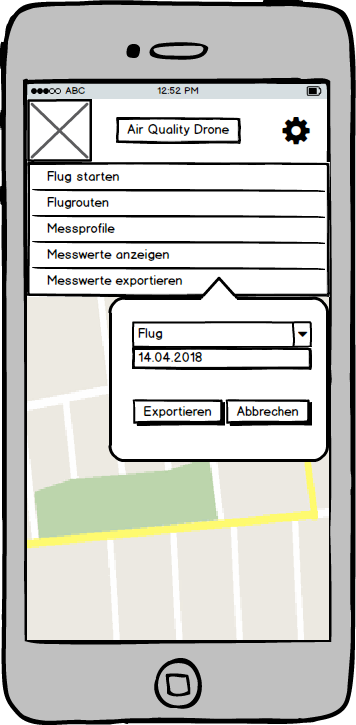 ABC 12:52 PM
Air Quality Drone
Flug starten
Flugrouten
Messprofile
Messwerte anzeigen
Messwerte exportieren
Flug
14.04.2018
Exportieren Abbrechen